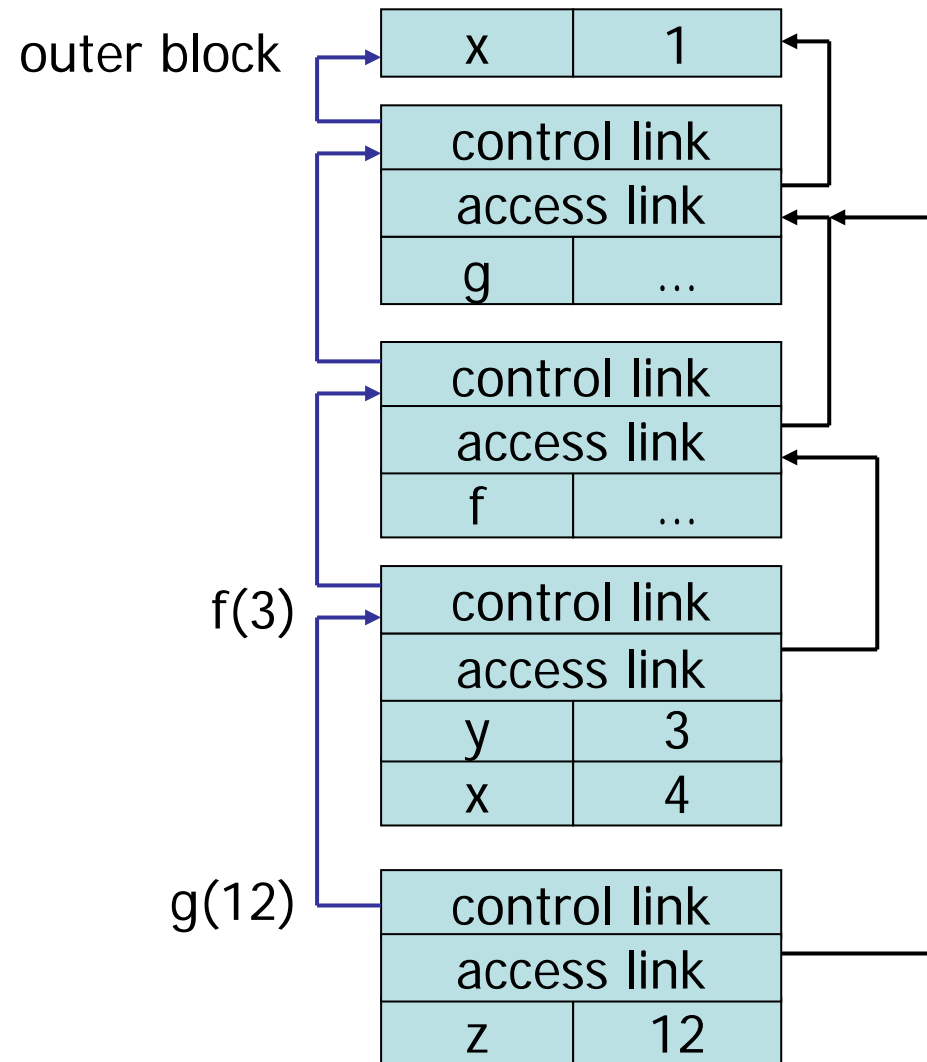 x 1
outer block
control link
access link
g ...
control link
access link
f ...
f(3)
control link
access link
y 3
x 4
g(12)
control link
access link
z 12